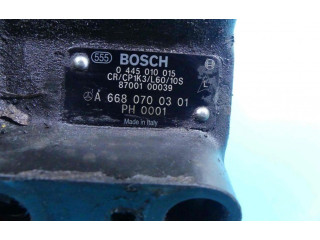 555 BOSCH
0 445 010 015
CR/CP1K3/L60/10S
87001 00039
A 668 070 03 01
PH 0001
Made in Italy